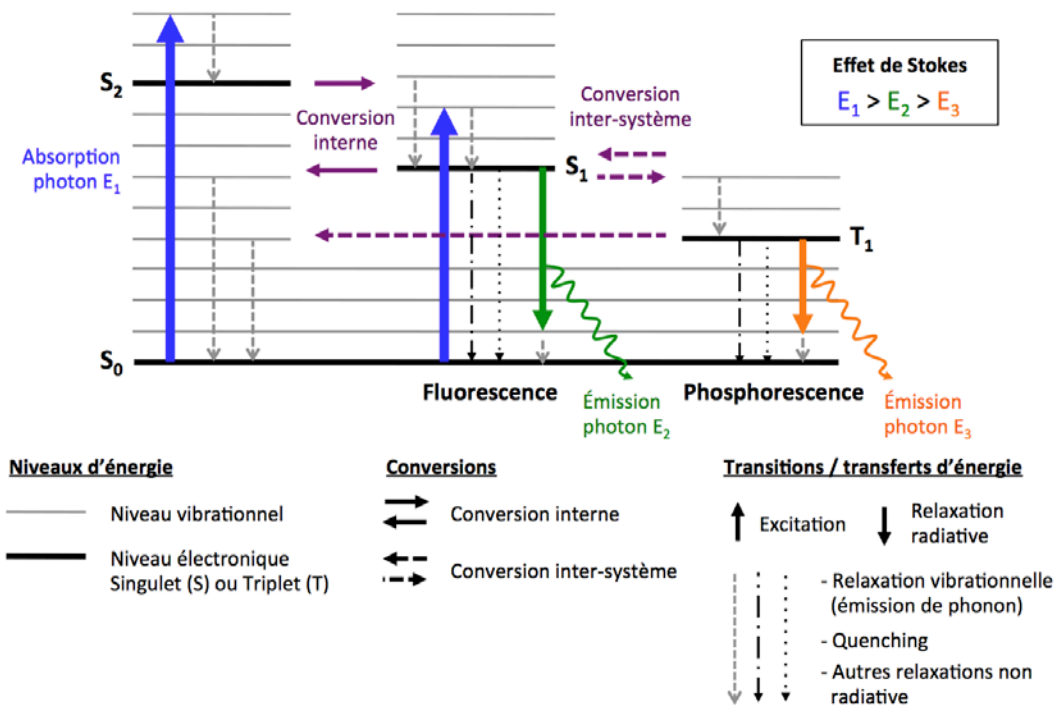 Effet de Stokes
E1 > E2 > E3
S2
Conversion
interne
Conversion
inter-système
Absorption
photon E1
S1
T1
S0
Fluorescence
Émission
photon E2
Phosphorescence
Émission
photon E3
Niveaux d'énergie
Niveau vibrationnel
Niveau électronique
Singulet (S) ou Triplet (T)
Conversions
Conversion interne
Conversion inter-système
Transitions / transferts d'énergie
Excitation
Relaxation
radiative
- Relaxation vibrationnelle
(émission de phonon)
- Quenching
- Autres relaxations non
radiative